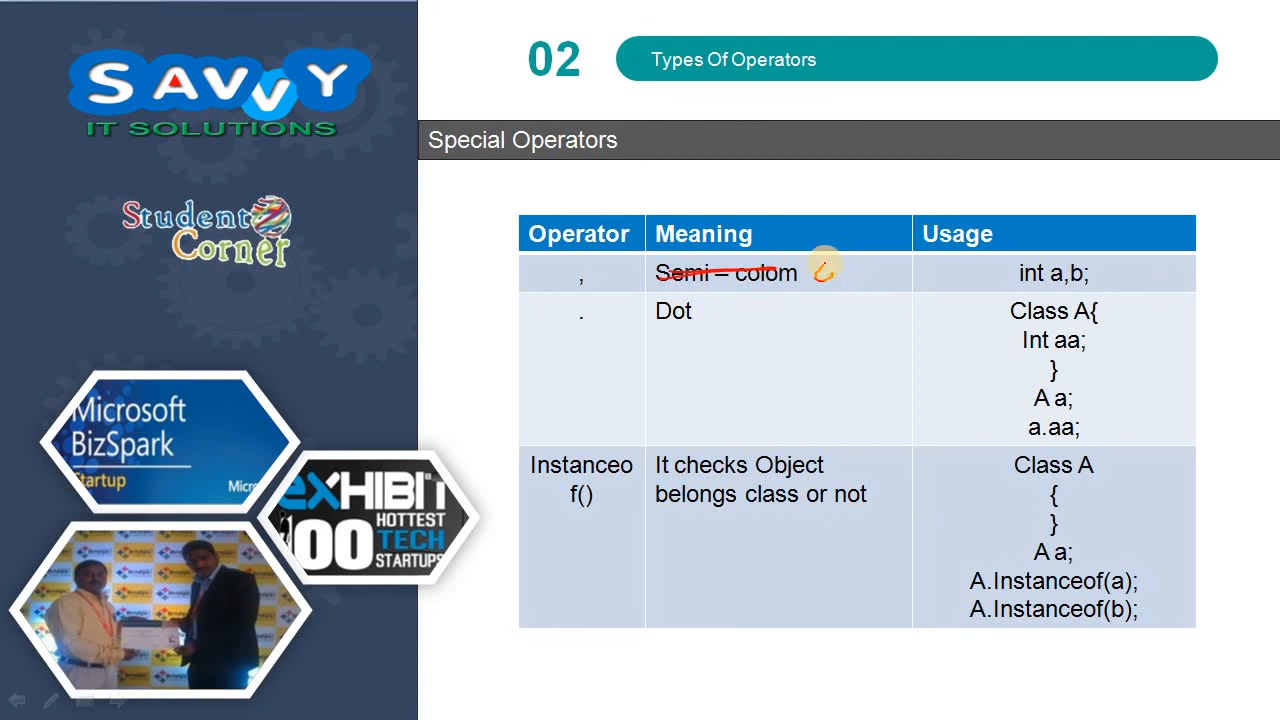 SAVVY
IT SOLUTIONS
Student
Corner
Microsoft
BizSpark
Startup
Micros
eXHIBIT
100
HOTTEST
TECH
STARTUPS
02
Types Of Operators
Special Operators
Operator Meaning Usage
, Semi – colom int a,b;
. Dot Class A{
Int aa;
}
A a;
a.aa;
Instanceo It checks Object Class A
f() belongs class or not {
}
A a;
A.Instanceof(a);
A.Instanceof(b);